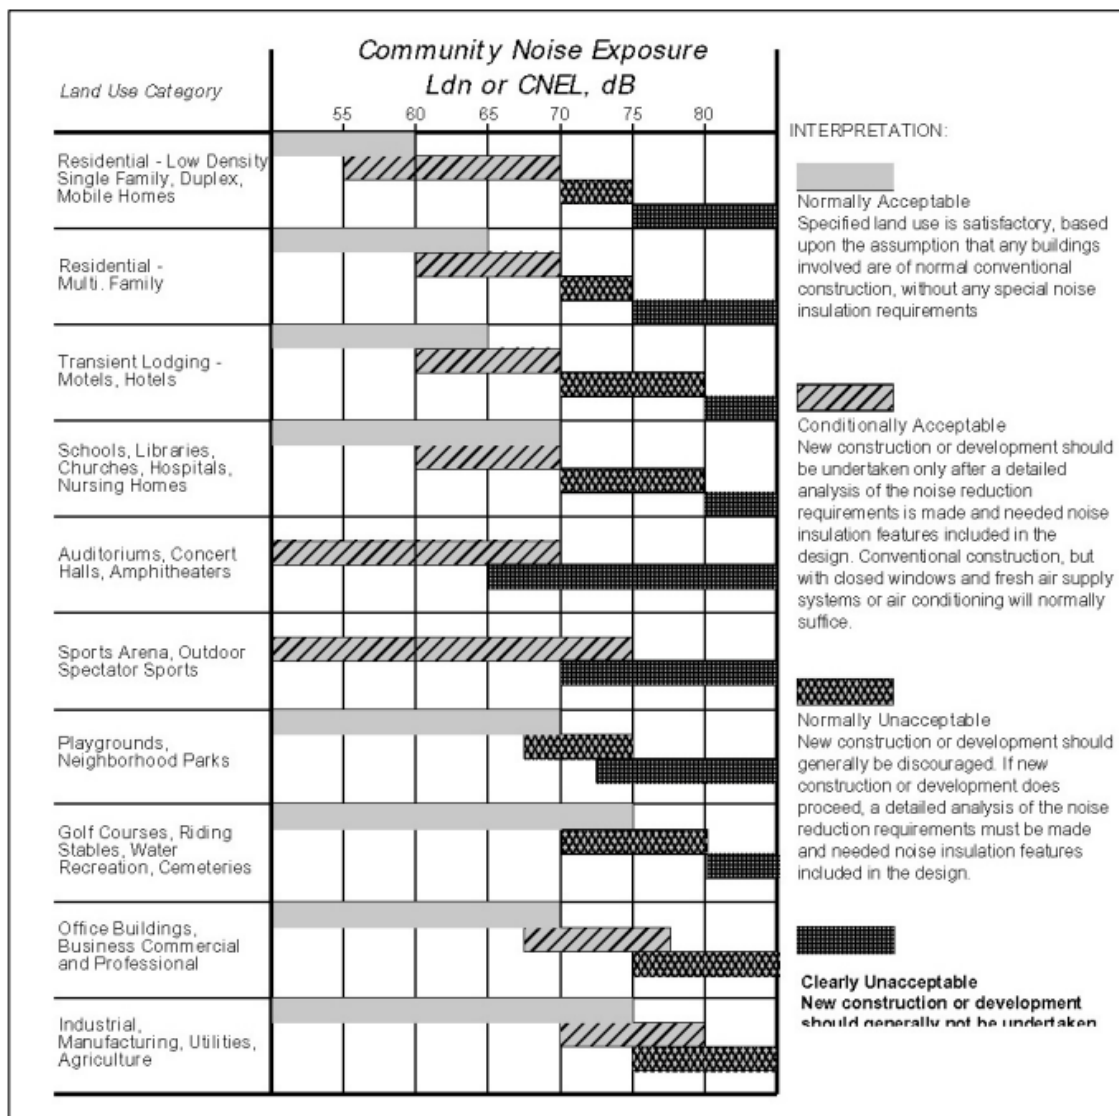 Community Noise Exposure
Ldn or CNEL, dB
Land Use Category
55 60 65 70 75 80
Residential - Low Density
Single Family, Duplex,
Mobile Homes
Residential -
Multi. Family
Transient Lodging -
Motels, Hotels
Schools, Libraries,
Churches, Hospitals,
Nursing Homes
Auditoriums, Concert
Halls, Amphitheaters
Sports Arena, Outdoor
Spectator Sports
Playgrounds,
Neighborhood Parks
Golf Courses, Riding
Stables, Water
Recreation, Cemeteries
Office Buildings,
Business Commercial
and Professional
Industrial,
Manufacturing, Utilities,
Agriculture
INTERPRETATION:
Normally Acceptable
Specified land use is satisfactory, based
upon the assumption that any buildings
involved are of normal conventional
construction, without any special noise
insulation requirements
Conditionally Acceptable
New construction or development should
be undertaken only after a detailed
analysis of the noise reduction
requirements is made and needed noise
insulation features included in the
design. Conventional construction, but
with closed windows and fresh air supply
systems or air conditioning will normally
suffice.
Normally Unacceptable
New construction or development should
generally be discouraged. If new
construction or development does
proceed, a detailed analysis of the noise
reduction requirements must be made
and needed noise insulation features
included in the design.
Clearly Unacceptable
New construction or development
should generally not be undertaken